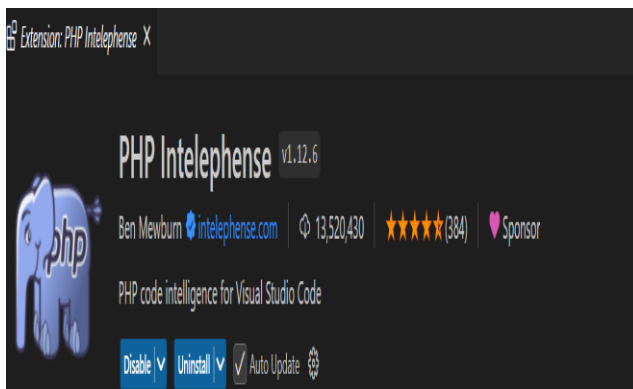 Extension: PHP Intelephense
PHP Intelephense v1.12.6
Ben Mewburn intelephense.com 13,520,430 (384) Sponsor
php
PHP code intelligence for Visual Studio Code
Disable Uninstall Auto Update